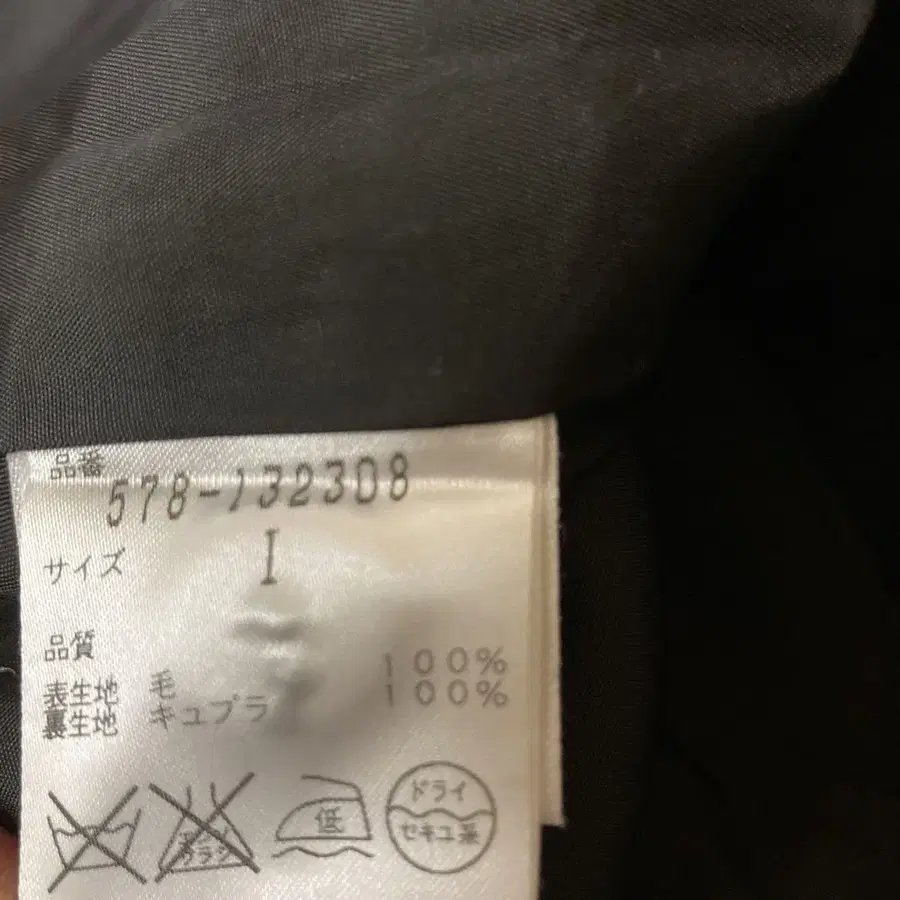 品番
578-132308
サイズ I
品質
表生地 毛 100%
裏生地 キュプラ 100%
低
ドライ
セキユ系